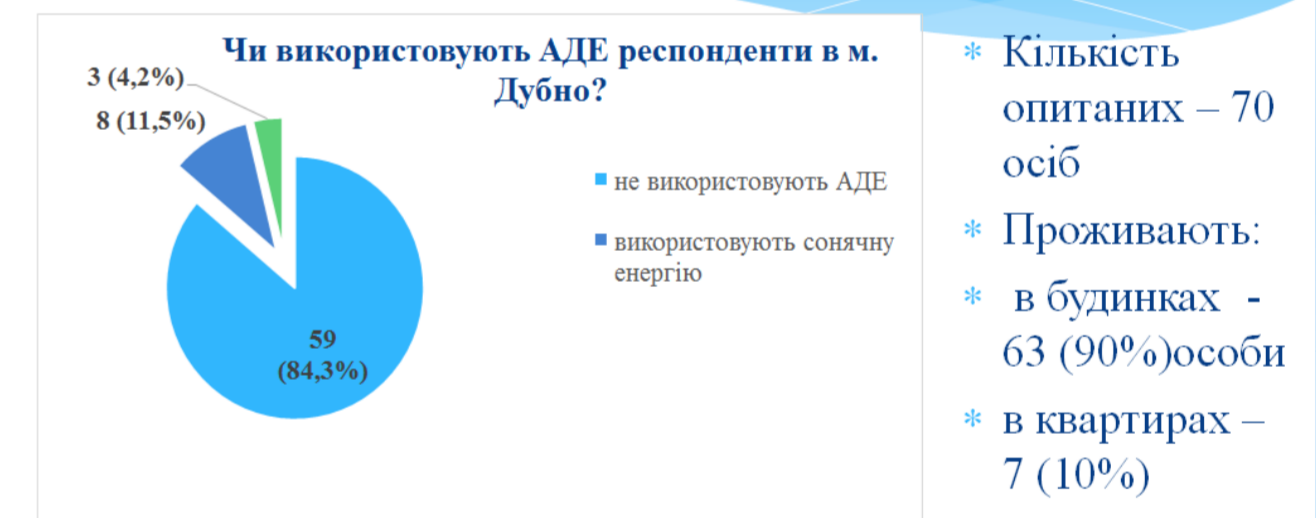 Чи використовують АДЕ респонденти в м.
Дубно?
3 (4,2%)
8 (11,5%)
59
(84,3%)
не використовують АДЕ
використовують сонячну
енергію
* Кількість
опитаних – 70
осіб
* Проживають:
* в будинках -
63 (90%)особи
* в квартирах –
7 (10%)